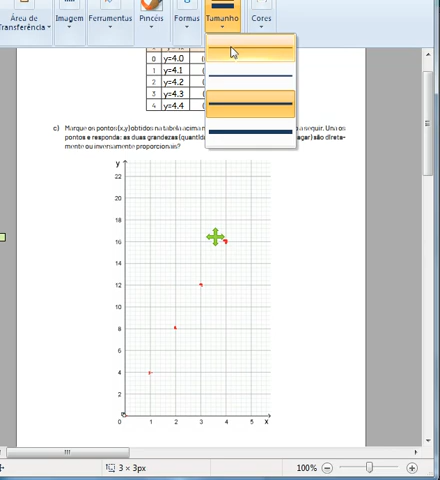 Área de
Transferência
Imagem
Ferramentas
Pincéis
Formas
Tamanho
Cores
0 y=4.0
1 y=4.1
2 y=4.2
3 y=4.3
4 y=4.4
c) Marque os pontos (x,y) obtidos na tabela acima n a seguir. Una os
pontos e responda: as duas grandezas (quantid agar) são direta-
mente ou inversamente proporcionais?
y
22
20
18
16
14
12
10
8
6
4
2
0 1 2 3 4 5 x
3 × 3px
100%